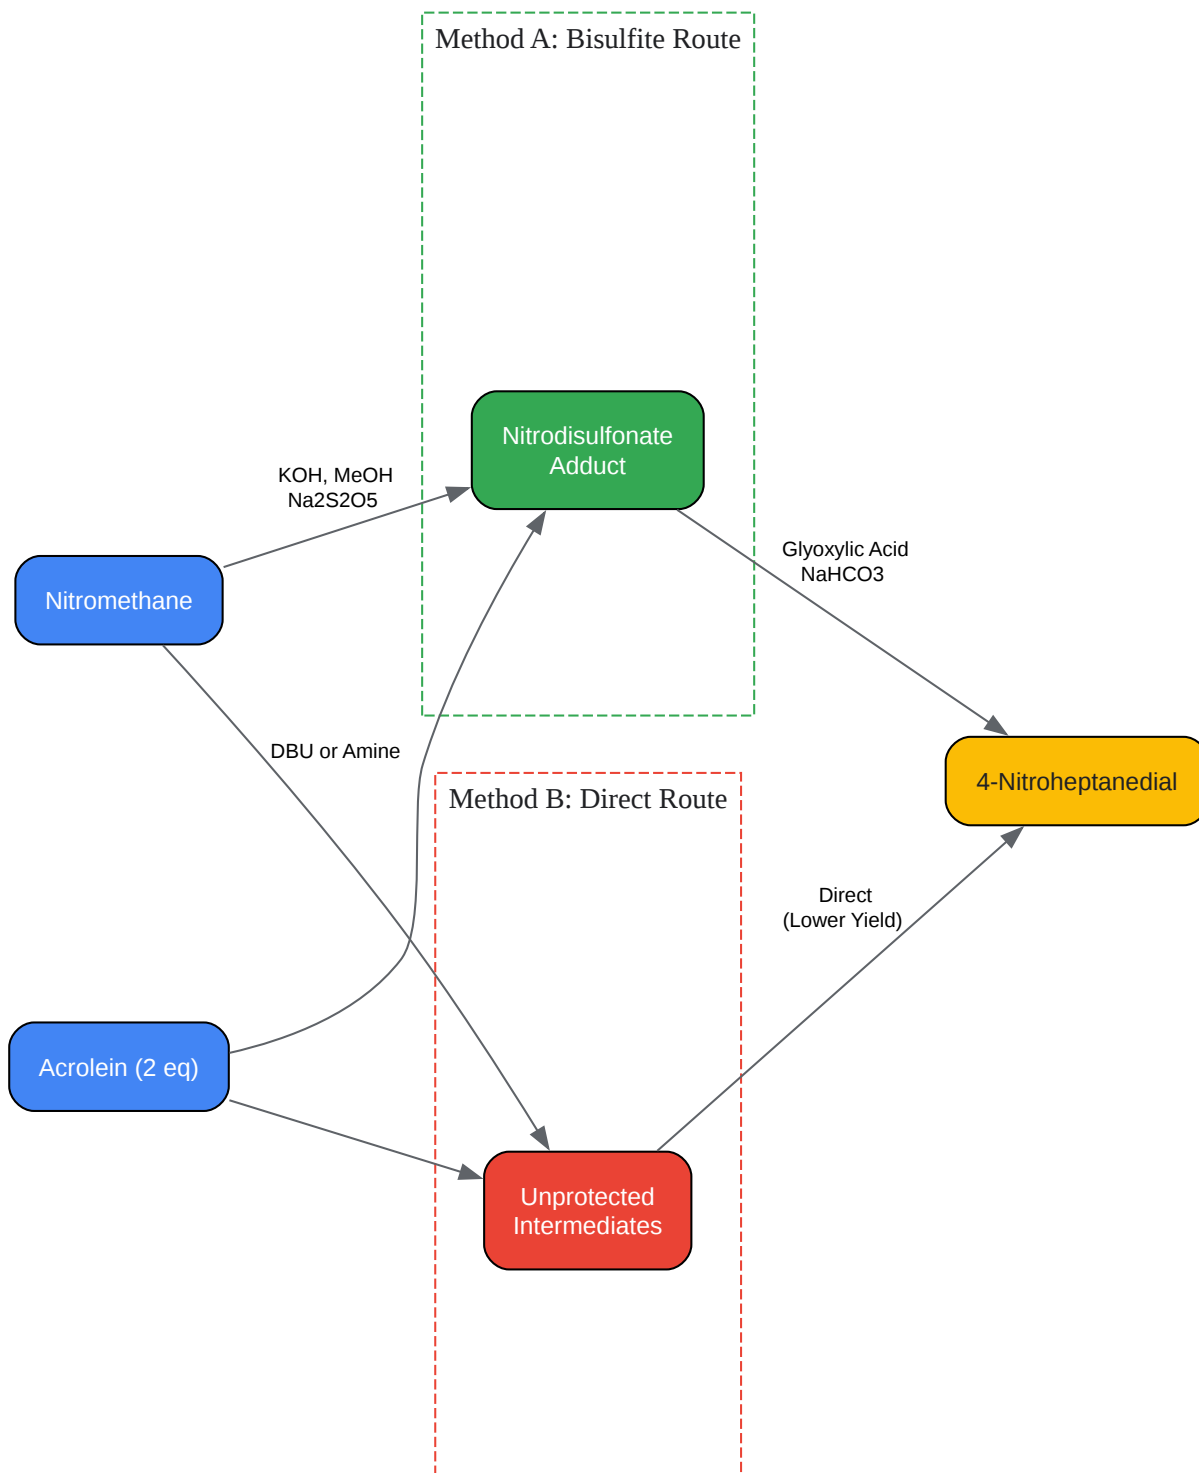 Method A: Bisulfite Route
Nitrodisulfonate
Adduct
KOH, MeOH
Na2S2O5
Glyoxylic Acid
NaHCO3
Nitromethane
DBU or Amine
4-Nitroheptanedial
Method B: Direct Route
Direct
(Lower Yield)
Acrolein (2 eq)
Unprotected
Intermediates